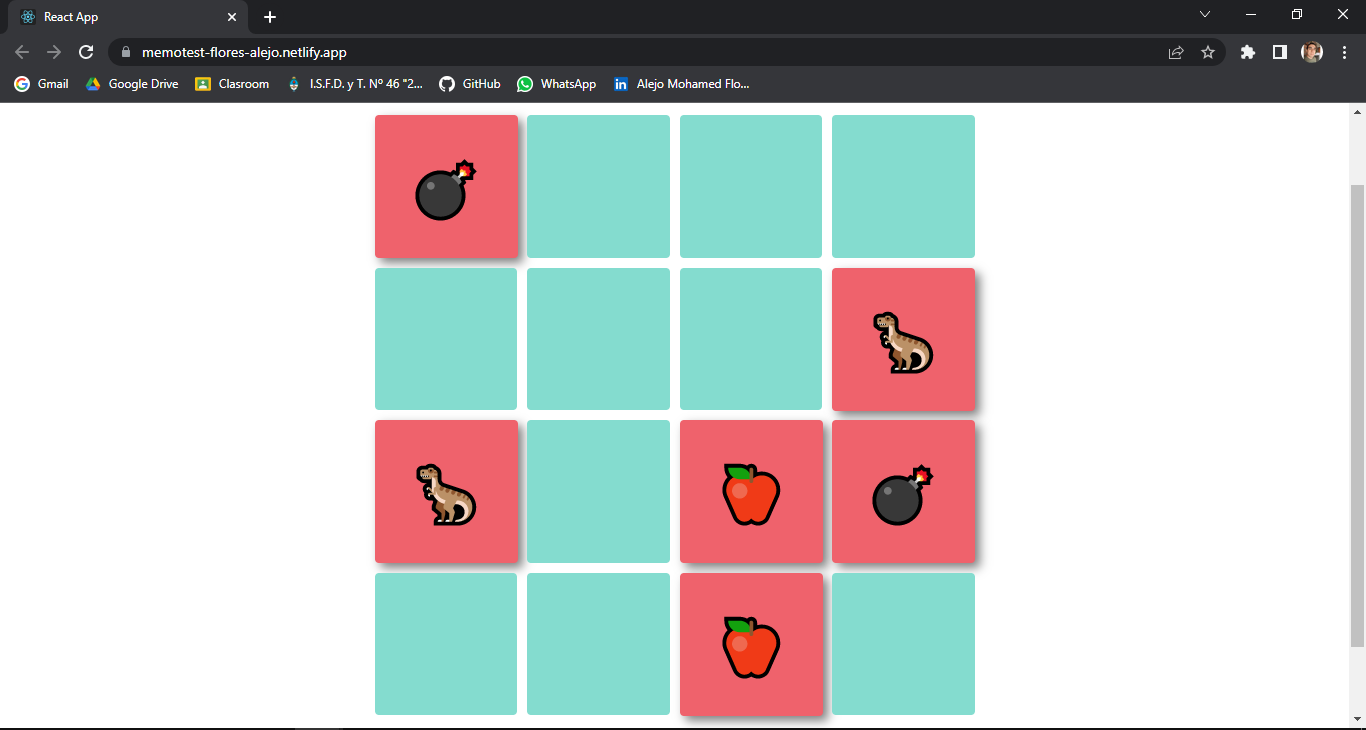 React App
memotest-flores-alejo.netlify.app
Gmail Google Drive Clasroom I.S.F.D. y T. Nº 46 "2... GitHub WhatsApp Alejo Mohamed Flo...